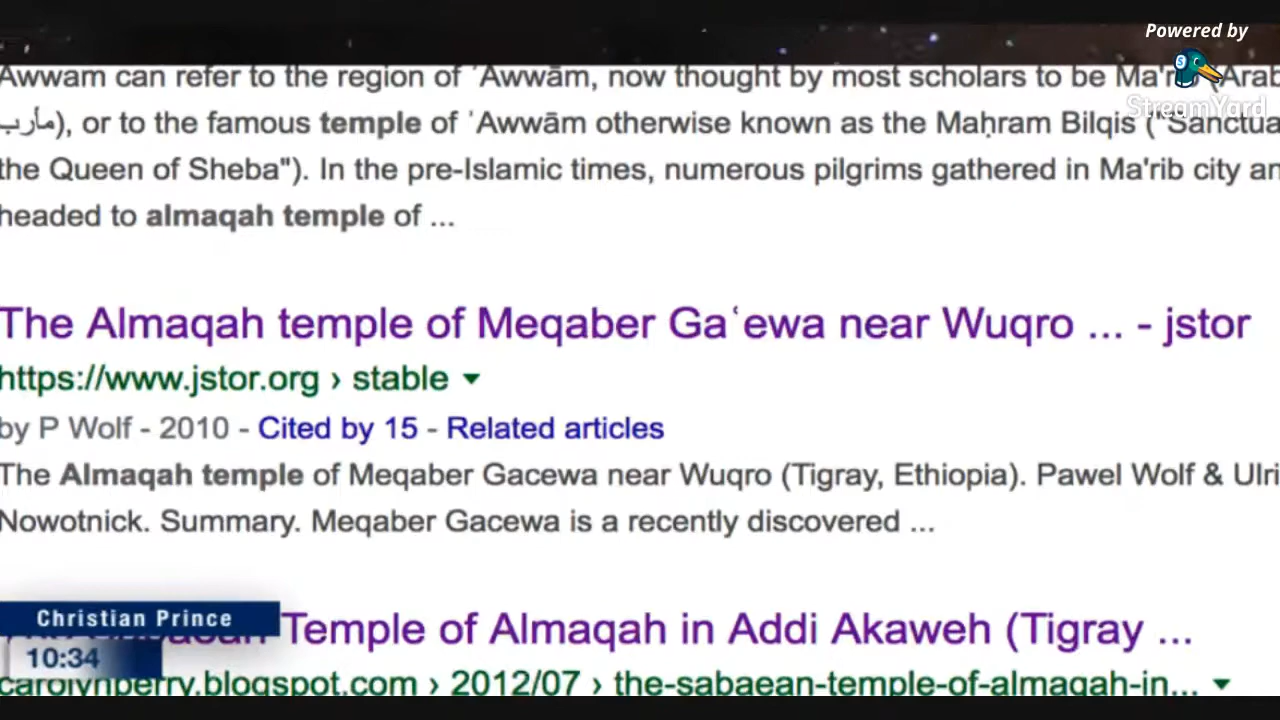 Powered by
StreamYard
Awwam can refer to the region of ʾAwwām, now thought by most scholars to be
مأرب), or to the famous temple of ʾAwwām otherwise known as the Maḥram Bilqis ("Sanctua
the Queen of Sheba"). In the pre-Islamic times, numerous pilgrims gathered in Ma'rib city an
headed to almaqah temple of ...
The Almaqah temple of Meqaber Gaʿewa near Wuqro ... - jstor
https://www.jstor.org › stable
by P Wolf - 2010 - Cited by 15 - Related articles
The Almaqah temple of Meqaber Gacewa near Wuqro (Tigray, Ethiopia). Pawel Wolf & Ulri
Nowotnick. Summary. Meqaber Gacewa is a recently discovered ...
Christian Prince
Temple of Almaqah in Addi Akaweh (Tigray ...
10:34
carolynberry.blogspot.com › 2012/07 › the-sabaean-temple-of-almaqah-in...